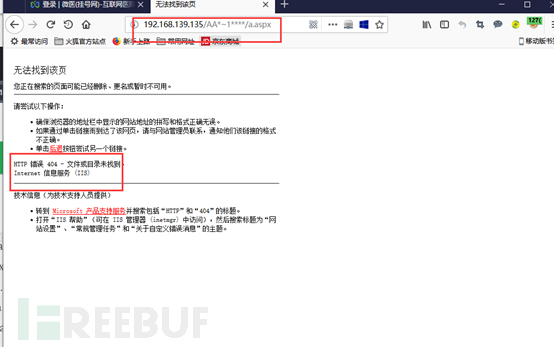 登录 | 微医(挂号网)-互联网医
无法找到该页
192.168.139.135/AA*~1****/a.aspx
127(
最常访问 火狐官方站点 新手上路 常用网址 京东商城
移动版书签
无法找到该页
您正在搜索的页面可能已经删除、更名或暂时不可用。
请尝试以下操作:
确保浏览器的地址栏中显示的网站地址的拼写和格式正确无误。
如果通过单击链接而到达了该网页，请与网站管理员联系，通知他们该链接的格式
不正确。
单击后退按钮尝试另一个链接。
HTTP 错误 404 - 文件或目录未找到。
Internet 信息服务 (IIS)
技术信息（为技术支持人员提供）
转到 Microsoft 产品支持服务并搜索包括“HTTP”和“404”的标题。
打开“IIS 帮助”（可在 IIS 管理器 (inetmgr) 中访问），然后搜索标题为“网
站设置”、“常规管理任务”和“关于自定义错误消息”的主题。
REEBUF